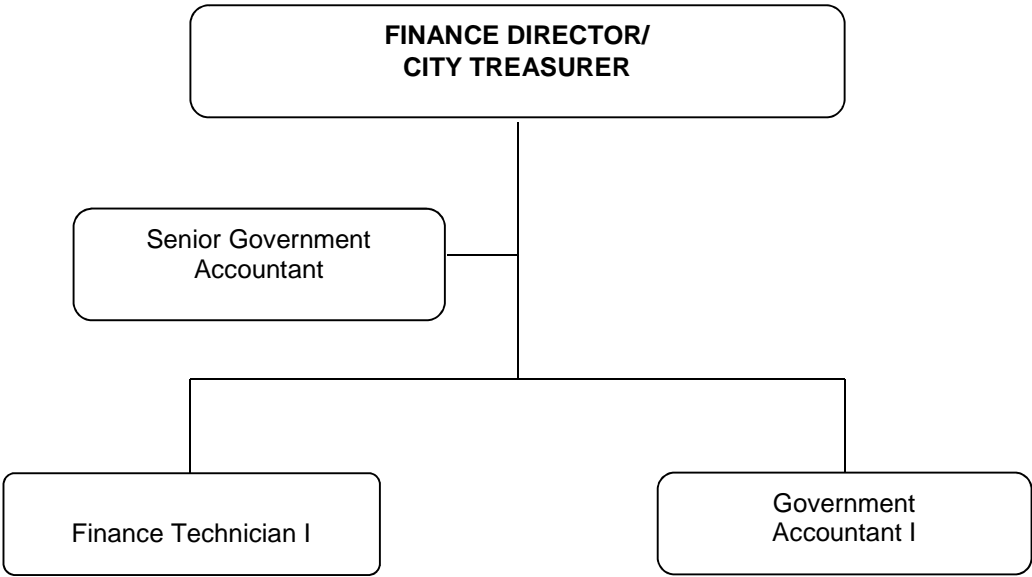 FINANCE DIRECTOR/
CITY TREASURER
Senior Government
Accountant
Finance Technician I
Government
Accountant I